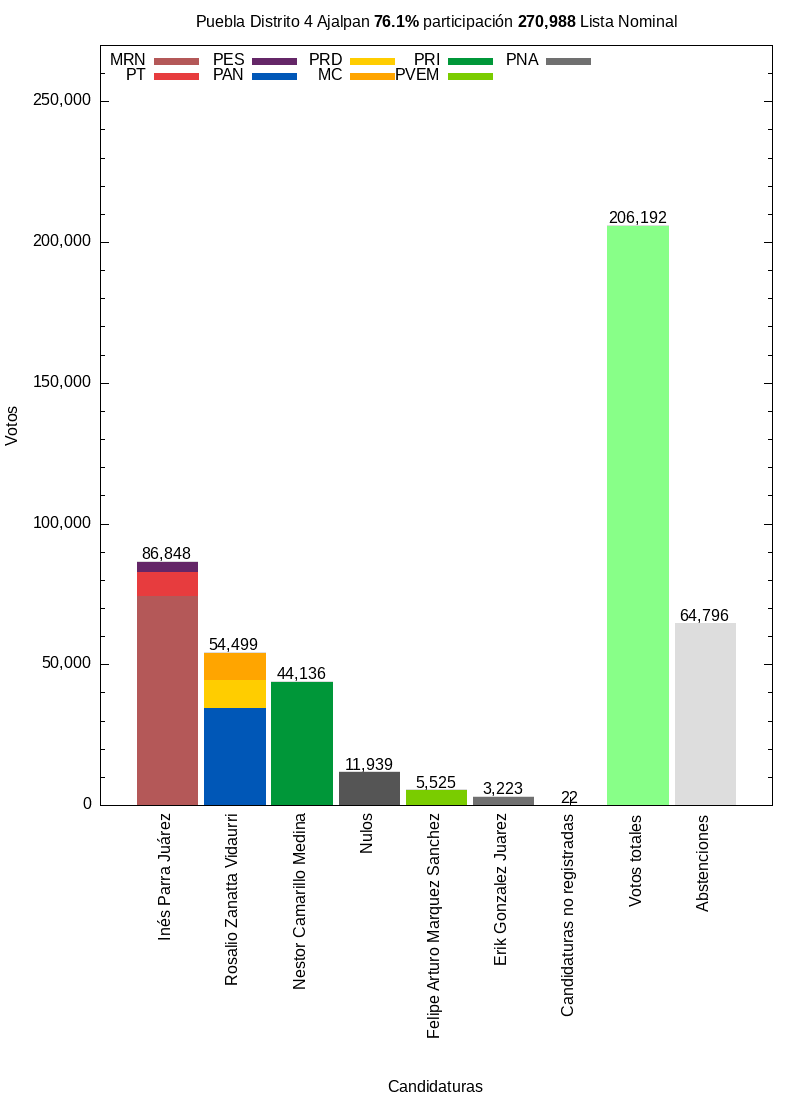 Puebla Distrito 4 Ajalpan 76.1% participación 270,988 Lista Nominal
MRN PES PRD PRI PNA
PT PAN MC PVEM
250,000
200,000
150,000
100,000
50,000
0
Votos
86,848
54,499
44,136
11,939
5,525
3,223
22
206,192
64,796
Inés Parra Juárez
Rosalio Zanatta Vidaurri
Nestor Camarillo Medina
Nulos
Felipe Arturo Marquez Sanchez
Erik Gonzalez Juarez
Candidaturas no registradas
Votos totales
Abstenciones
Candidaturas